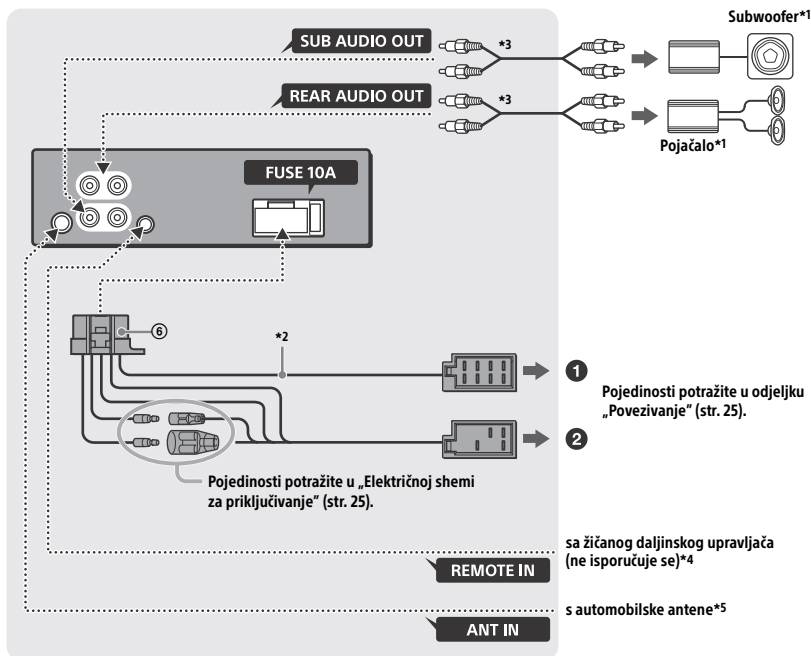 Subwoofer*1
SUB AUDIO OUT
*3
REAR AUDIO OUT
*3
Pojačalo*1
FUSE 10A
⑥
*2
❶
Pojedinosti potražite u odjeljku
„Povezivanje” (str. 25).
❷
Pojedinosti potražite u „Električnoj shemi
za priključivanje” (str. 25).
sa žičanog daljinskog upravljača
(ne isporučuje se)*4
REMOTE IN
s automobilske antene*5
ANT IN